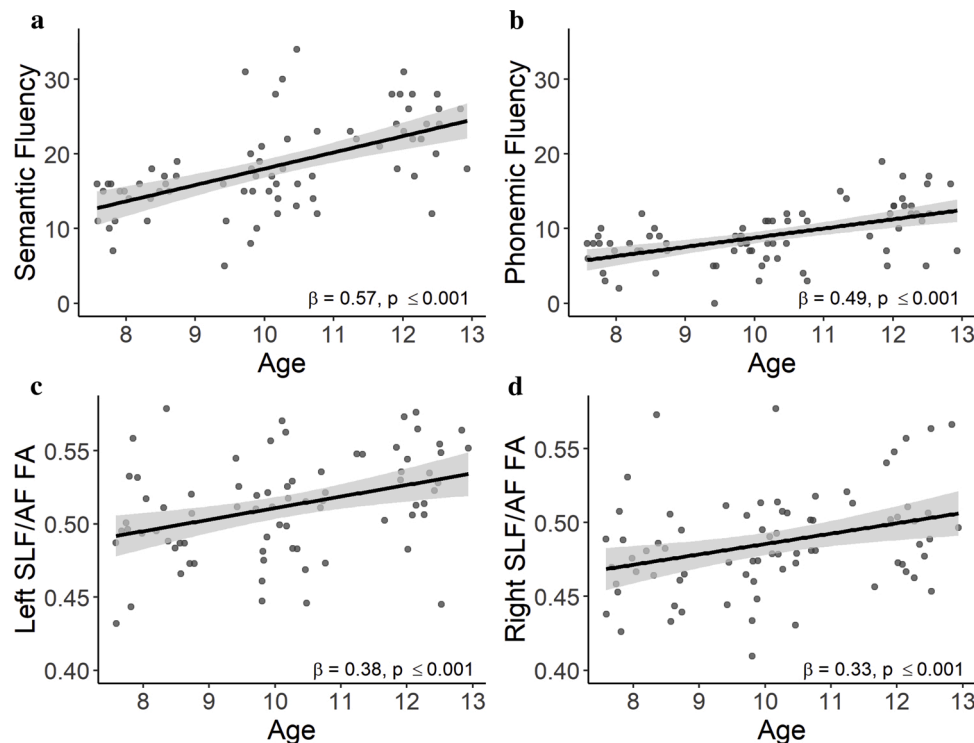 a
Semantic Fluency
30
20
10
0
β = 0.57, p ≤ 0.001
8 9 10 11 12 13
Age
b
Phonemic Fluency
30
20
10
0
β = 0.49, p ≤ 0.001
8 9 10 11 12 13
Age
c
Left SLF/AF FA
0.55
0.50
0.45
0.40
β = 0.38, p ≤ 0.001
8 9 10 11 12 13
Age
d
Right SLF/AF FA
0.55
0.50
0.45
0.40
β = 0.33, p ≤ 0.001
8 9 10 11 12 13
Age